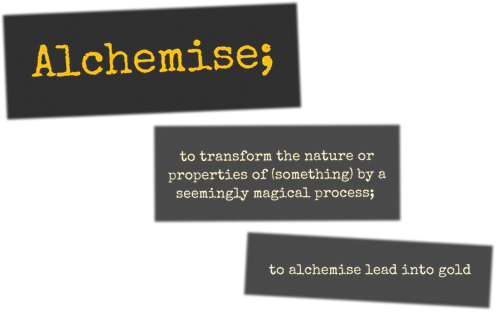 Alchemise;
to transform the nature or
properties of (something) by a
seemingly magical process;
to alchemise lead into gold